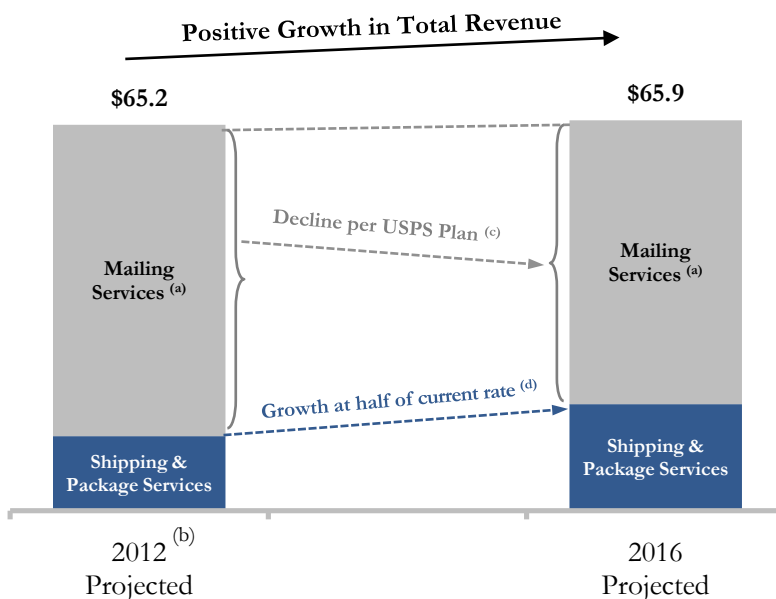 Positive Growth in Total Revenue
$65.2
$65.9
Decline per USPS Plan (c)
Mailing
Services (a)
Mailing
Services (a)
Growth at half of current rate (d)
Shipping &
Package Services
Shipping &
Package Services
2012 (b)
Projected
2016
Projected